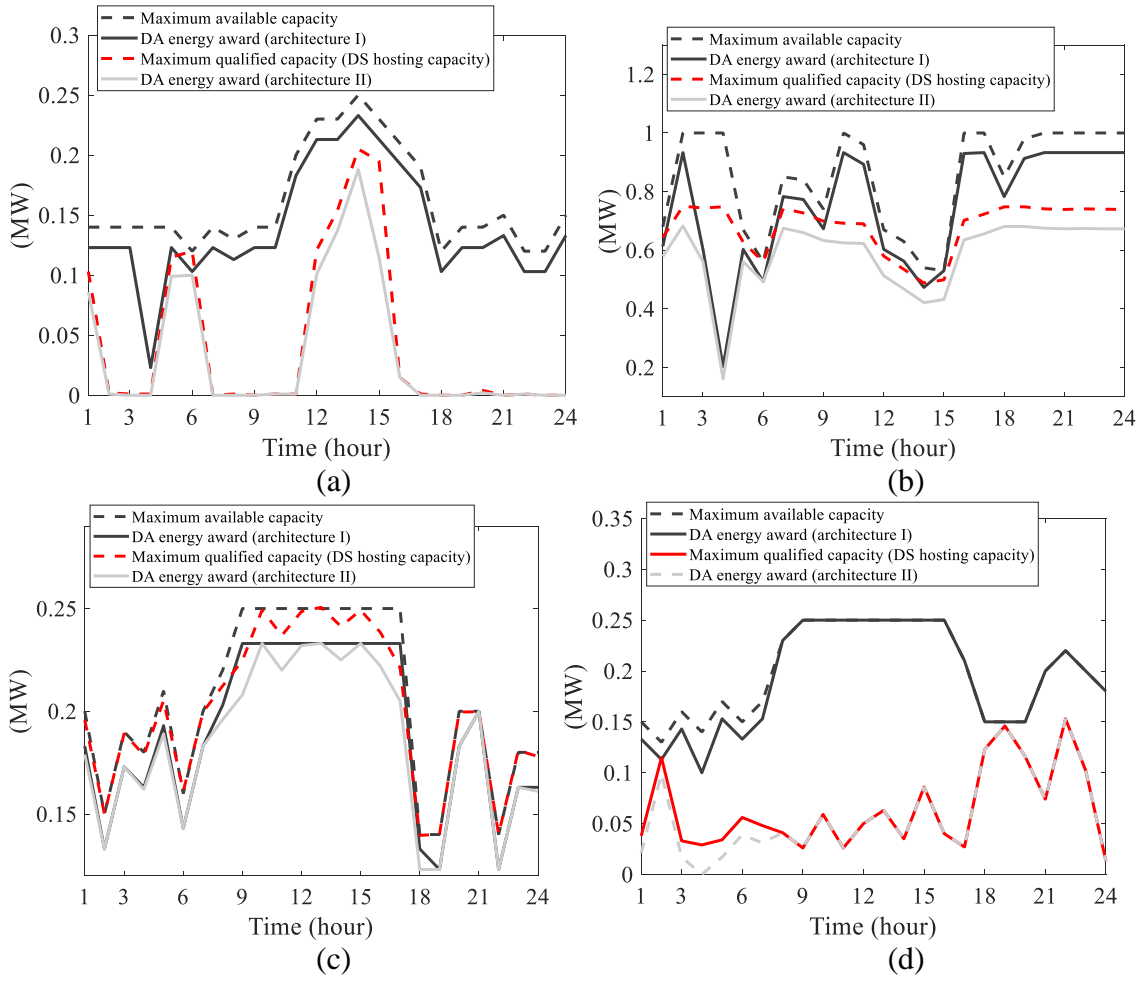 Maximum available capacity
DA energy award (architecture I)
Maximum qualified capacity (DS hosting capacity)
DA energy award (architecture II)
0.3
0.25
0.2
0.15
0.1
0.05
0
(MW)
1 3 6 9 12 15 18 21 24
Time (hour)
(a)
Maximum available capacity
DA energy award (architecture I)
Maximum qualified capacity (DS hosting capacity)
DA energy award (architecture II)
1.2
1
0.8
0.6
0.4
0.2
(MW)
1 3 6 9 12 15 18 21 24
Time (hour)
(b)
Maximum available capacity
DA energy award (architecture I)
Maximum qualified capacity (DS hosting capacity)
DA energy award (architecture II)
0.25
0.2
0.15
(MW)
1 3 6 9 12 15 18 21 24
Time (hour)
(c)
Maximum available capacity
DA energy award (architecture I)
Maximum qualified capacity (DS hosting capacity)
DA energy award (architecture II)
0.35
0.3
0.25
0.2
0.15
0.1
0.05
0
(MW)
1 3 6 9 12 15 18 21 24
Time (hour)
(d)